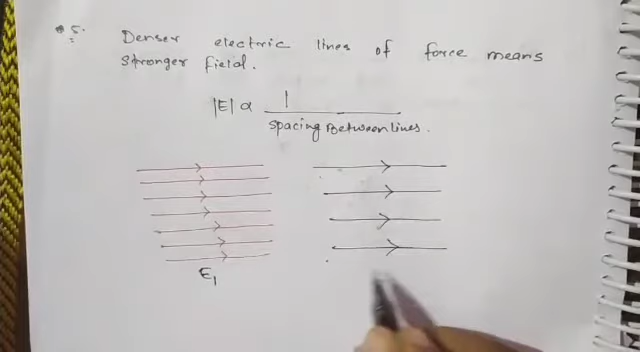 5.
Denser electric lines of force means
stronger field.
|E| ∝ 1
spacing Between lines.
E₁